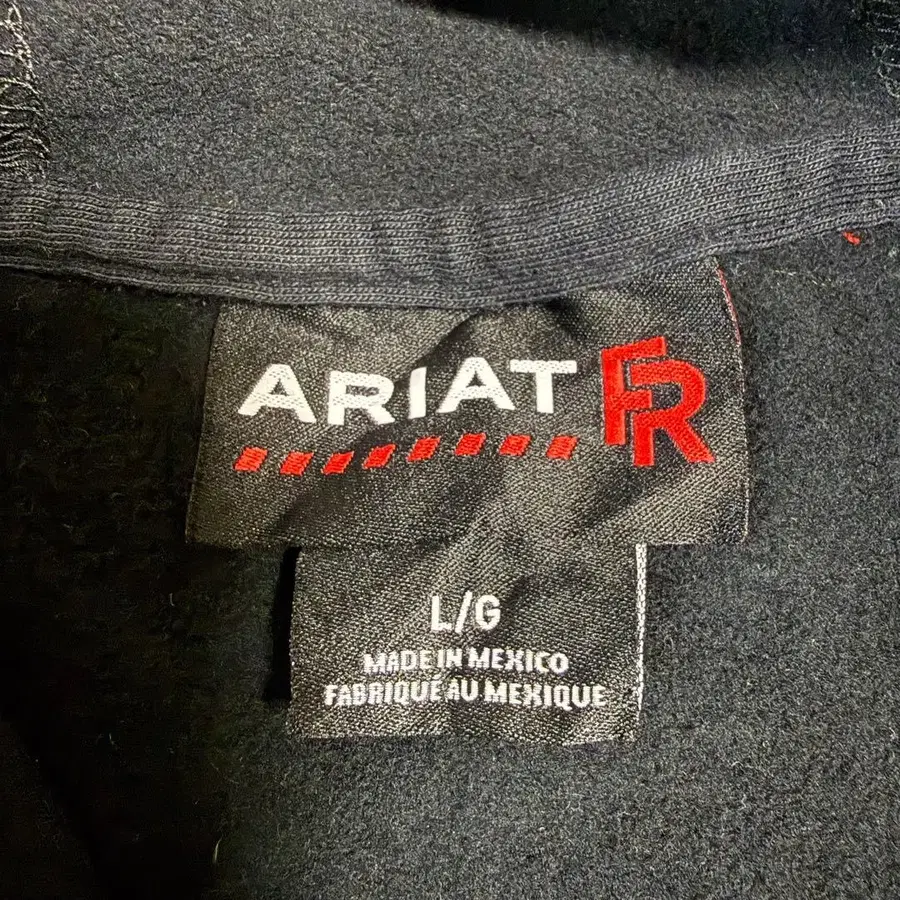 ARIAT FR
L/G
MADE IN MEXICO
FABRIQUÉ AU MEXIQUE